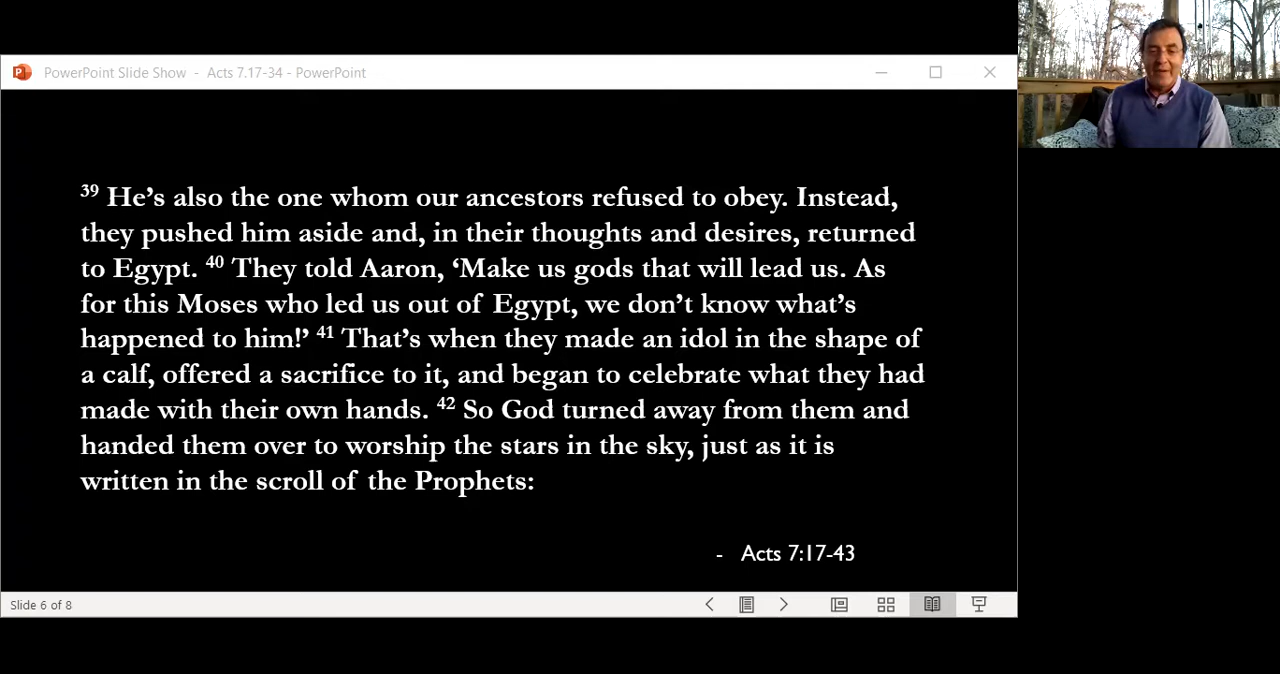 PowerPoint Slide Show - Acts 7.17-34 - PowerPoint
39 He’s also the one whom our ancestors refused to obey. Instead,
they pushed him aside and, in their thoughts and desires, returned
to Egypt. 40 They told Aaron, ‘Make us gods that will lead us. As
for this Moses who led us out of Egypt, we don’t know what’s
happened to him!’ 41 That’s when they made an idol in the shape of
a calf, offered a sacrifice to it, and began to celebrate what they had
made with their own hands. 42 So God turned away from them and
handed them over to worship the stars in the sky, just as it is
written in the scroll of the Prophets:
- Acts 7:17-43
Slide 6 of 8